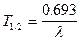 T₁.₂ = 0.693 / λ